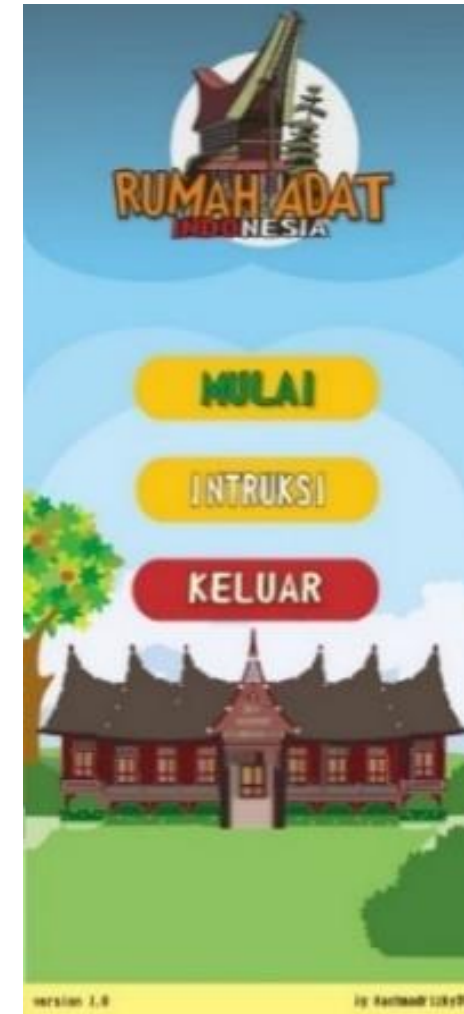 RUMAH ADAT
INDONESIA
MULAI
INTRUKSI
KELUAR
version 1.0